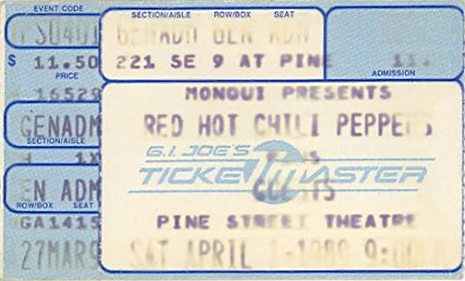 EVENT CODE
SECTION/AISLE ROW/BOX SEAT
GENADM GEN ADM
$ 11.50
221 SE 9 AT PINE
11.
PRICE
ADMISSION
16529
MONQUI PRESENTS
GENADM
RED HOT CHILI PEPPERS
SECTION/AISLE
G.I. JOE'S
1X
TICKETMASTER
GUESTS
EN ADM
ROW/BOX SEAT
GA1415
PINE STREET THEATRE
27MAR9
SAT APRIL 1 1989 9:00PM